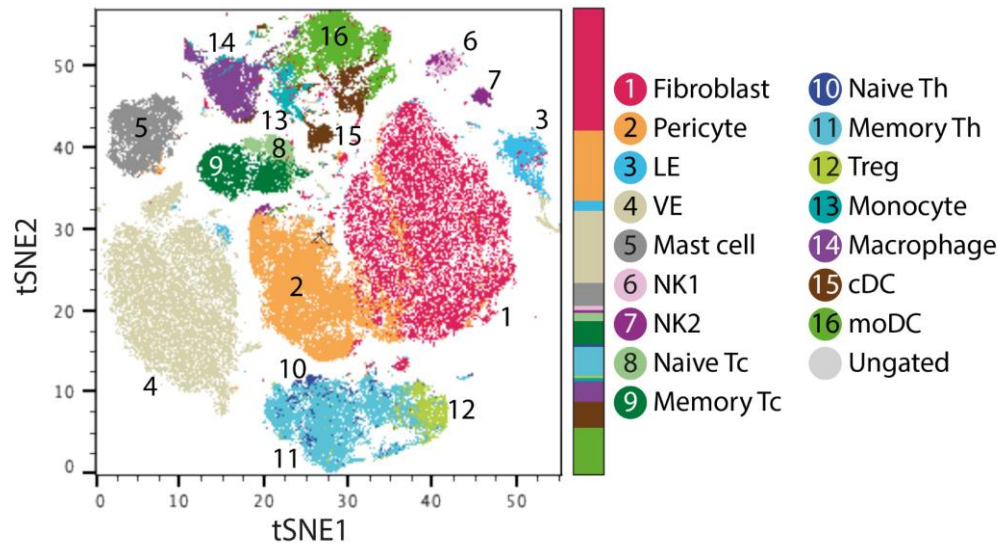 14
16
6
7
3
5
13
15
8
9
2
1
4
10
12
11
50
40
30
20
10
0
tSNE2
0
10
20
30
40
50
tSNE1
1 Fibroblast
2 Pericyte
3 LE
4 VE
5 Mast cell
6 NK1
7 NK2
8 Naive Tc
9 Memory Tc
10 Naive Th
11 Memory Th
12 Treg
13 Monocyte
14 Macrophage
15 cDC
16 moDC
Ungated